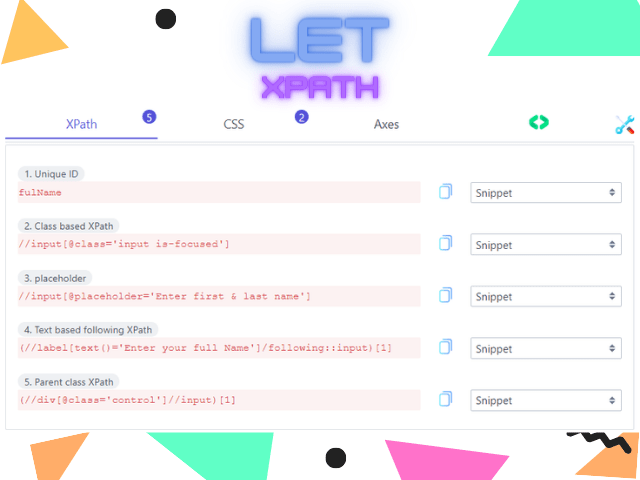 LET
XPATH
XPath 5 CSS 2 Axes
1. Unique ID
fulName
Snippet
2. Class based XPath
//input[@class='input is-focused']
Snippet
3. placeholder
//input[@placeholder='Enter first & last name']
Snippet
4. Text based following XPath
(//label[text()='Enter your full Name']/following::input)[1]
Snippet
5. Parent class XPath
(//div[@class='control']//input)[1]
Snippet